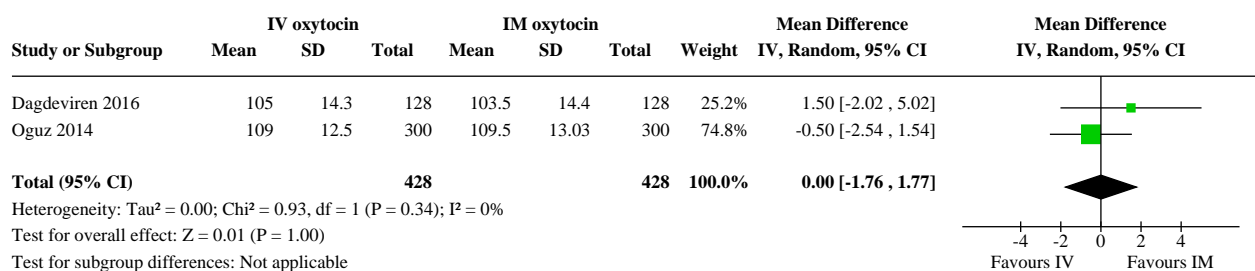 IV oxytocin IM oxytocin Mean Difference Mean Difference
Study or Subgroup Mean SD Total Mean SD Total Weight IV, Random, 95% CI IV, Random, 95% CI
Dagdeviren 2016 105 14.3 128 103.5 14.4 128 25.2% 1.50 [-2.02 , 5.02]
Oguz 2014 109 12.5 300 109.5 13.03 300 74.8% -0.50 [-2.54 , 1.54]
Total (95% CI) 428 428 100.0% 0.00 [-1.76 , 1.77]
Heterogeneity: Tau² = 0.00; Chi² = 0.93, df = 1 (P = 0.34); I² = 0%
Test for overall effect: Z = 0.01 (P = 1.00) -4 -2 0 2 4
Test for subgroup differences: Not applicable Favours IV Favours IM